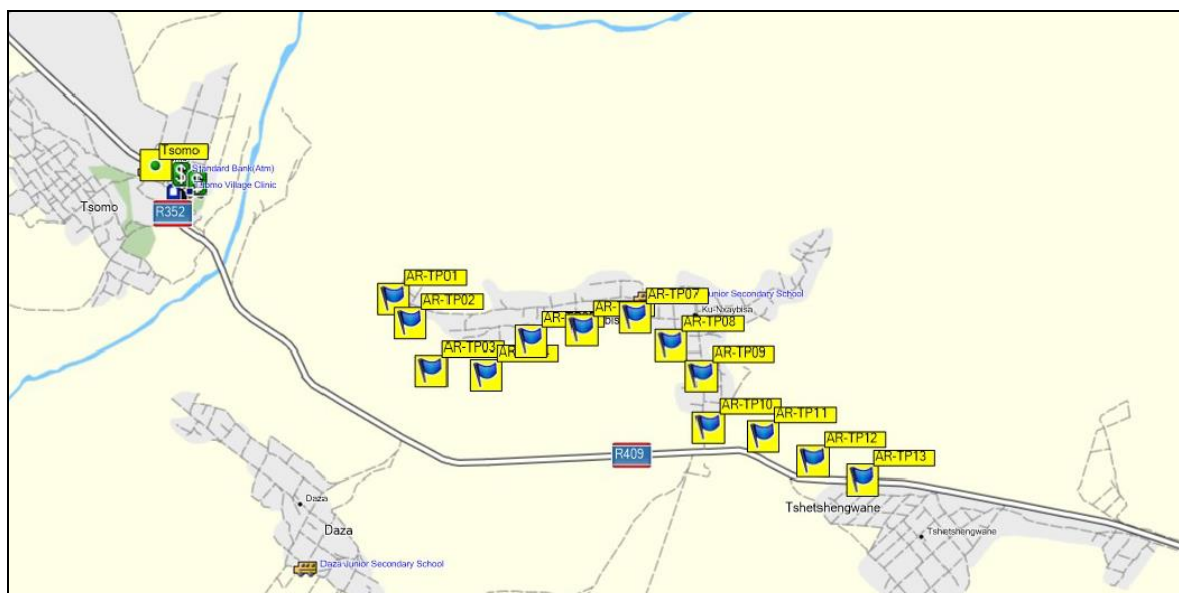 Tsomo
Standard Bank(Atm)
Tsomo Village Clinic
Tsomo
R352
AR-TP01
AR-TP02
AR-TP03
AR-TP07
Junior Secondary School
Ku-Nxaybisa
AR-TP08
AR-TP09
AR-TP10
AR-TP11
AR-TP12
AR-TP13
R409
Daza
Daza
Daza Junior Secondary School
Tshetshengwane
Tshetshengwane